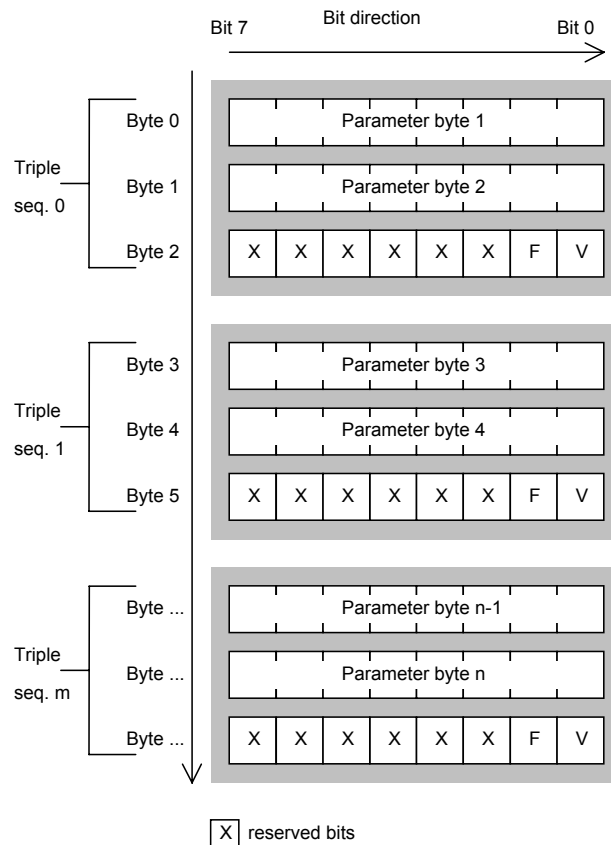 Bit direction
Bit 7 Bit 0
Byte 0 Parameter byte 1
Triple
seq. 0
Byte 1 Parameter byte 2
Byte 2 X X X X X X F V
Byte 3 Parameter byte 3
Triple
seq. 1
Byte 4 Parameter byte 4
Byte 5 X X X X X X F V
Byte ... Parameter byte n-1
Triple
seq. m
Byte ... Parameter byte n
Byte ... X X X X X X F V
X reserved bits